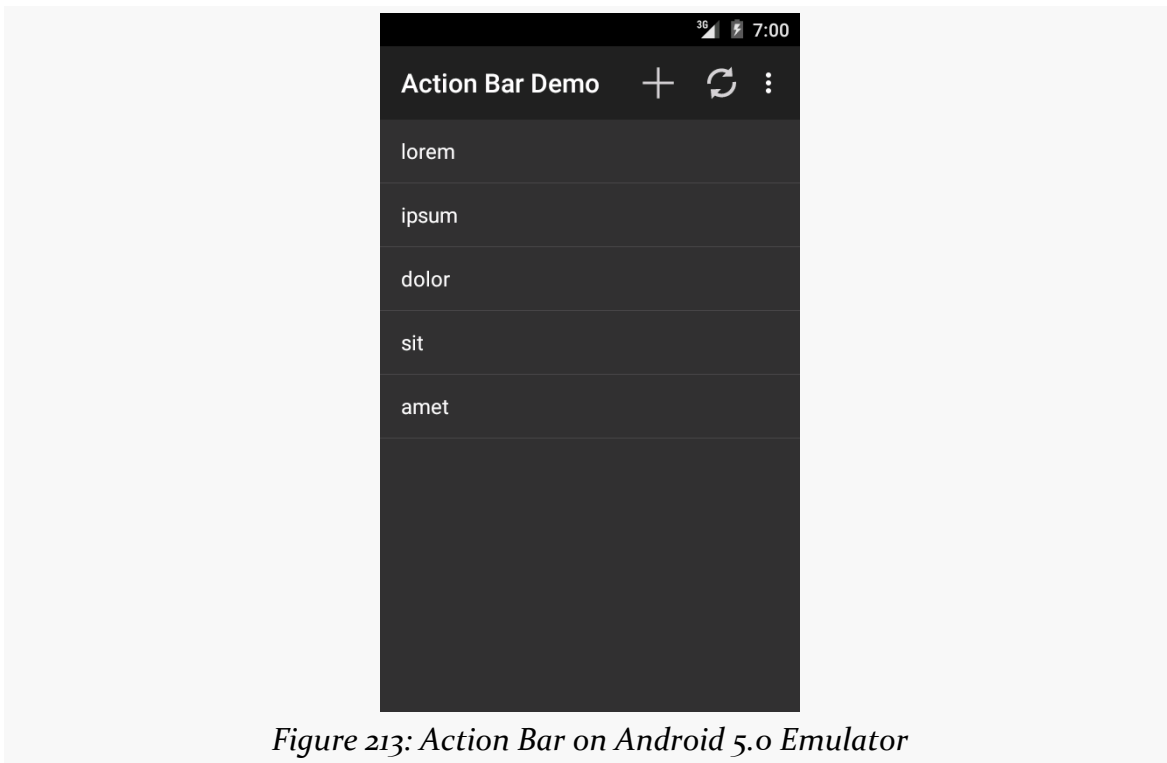 3G 7:00
Action Bar Demo
lorem
ipsum
dolor
sit
amet
Figure 213: Action Bar on Android 5.0 Emulator